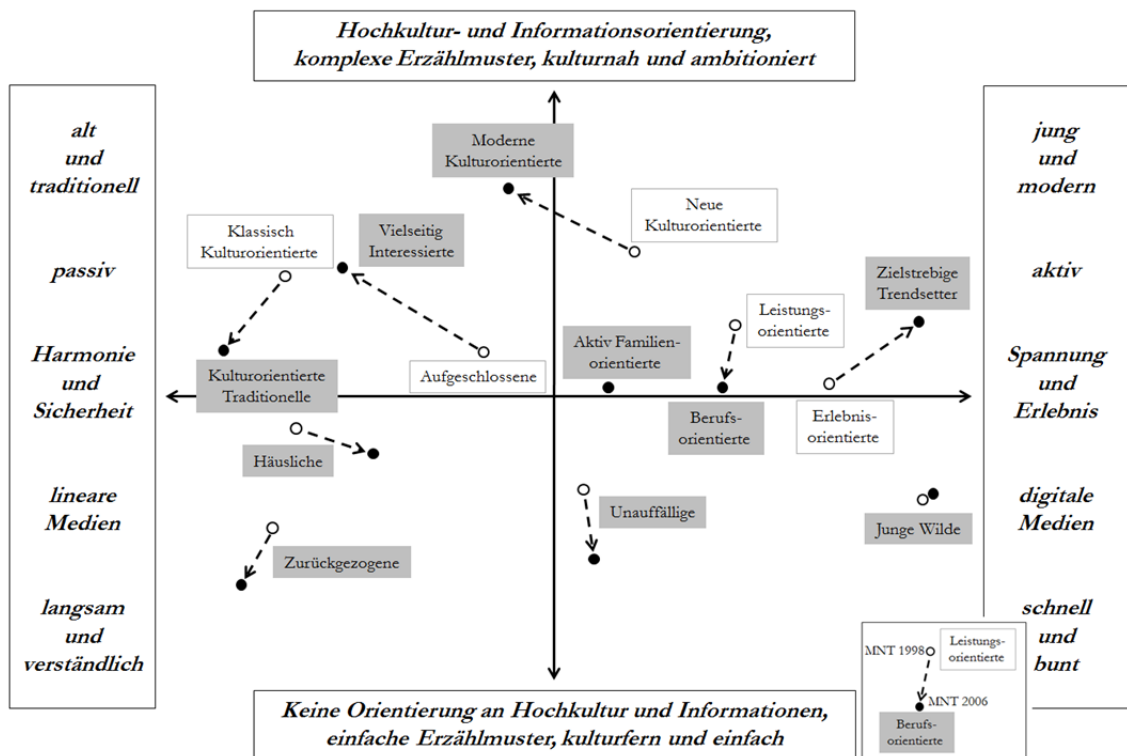 Hochkultur- und Informationsorientierung,
komplexe Erzählmuster, kulturnah und ambitioniert
alt
und
traditionell
passiv
Harmonie
und
Sicherheit
lineare
Medien
langsam
und
verständlich
Moderne
Kulturorientierte
Neue
Kulturorientierte
Klassisch
Kulturorientierte
Vielseitig
Interessierte
Zielstrebige
Trendsetter
Leistungs-
orientierte
Aktiv Familien-
orientierte
Aufgeschlossene
Kulturorientierte
Traditionelle
Berufs-
orientierte
Erlebnis-
orientierte
Häusliche
Unauffällige
Junge Wilde
Zurückgezogene
jung
und
modern
aktiv
Spannung
und
Erlebnis
digitale
Medien
schnell
und
bunt
MNT 1998
Leistungs-
orientierte
MNT 2006
Berufs-
orientierte
Keine Orientierung an Hochkultur und Informationen,
einfache Erzählmuster, kulturfern und einfach